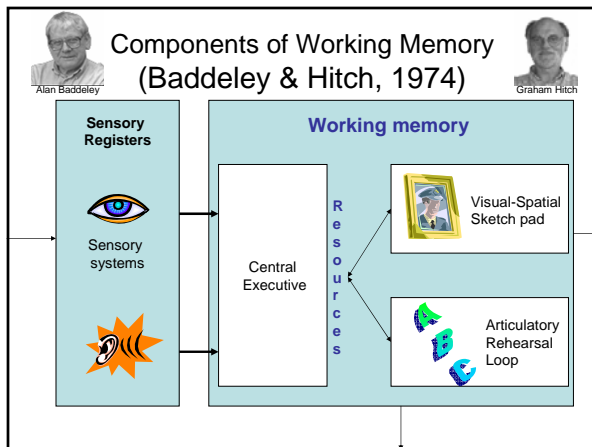 Components of Working Memory
(Baddeley & Hitch, 1974)
Alan Baddeley
Graham Hitch
Sensory
Registers
Sensory
systems
Working memory
Central
Executive
Resources
Visual-Spatial
Sketch pad
A
B
C
Articulatory
Rehearsal
Loop